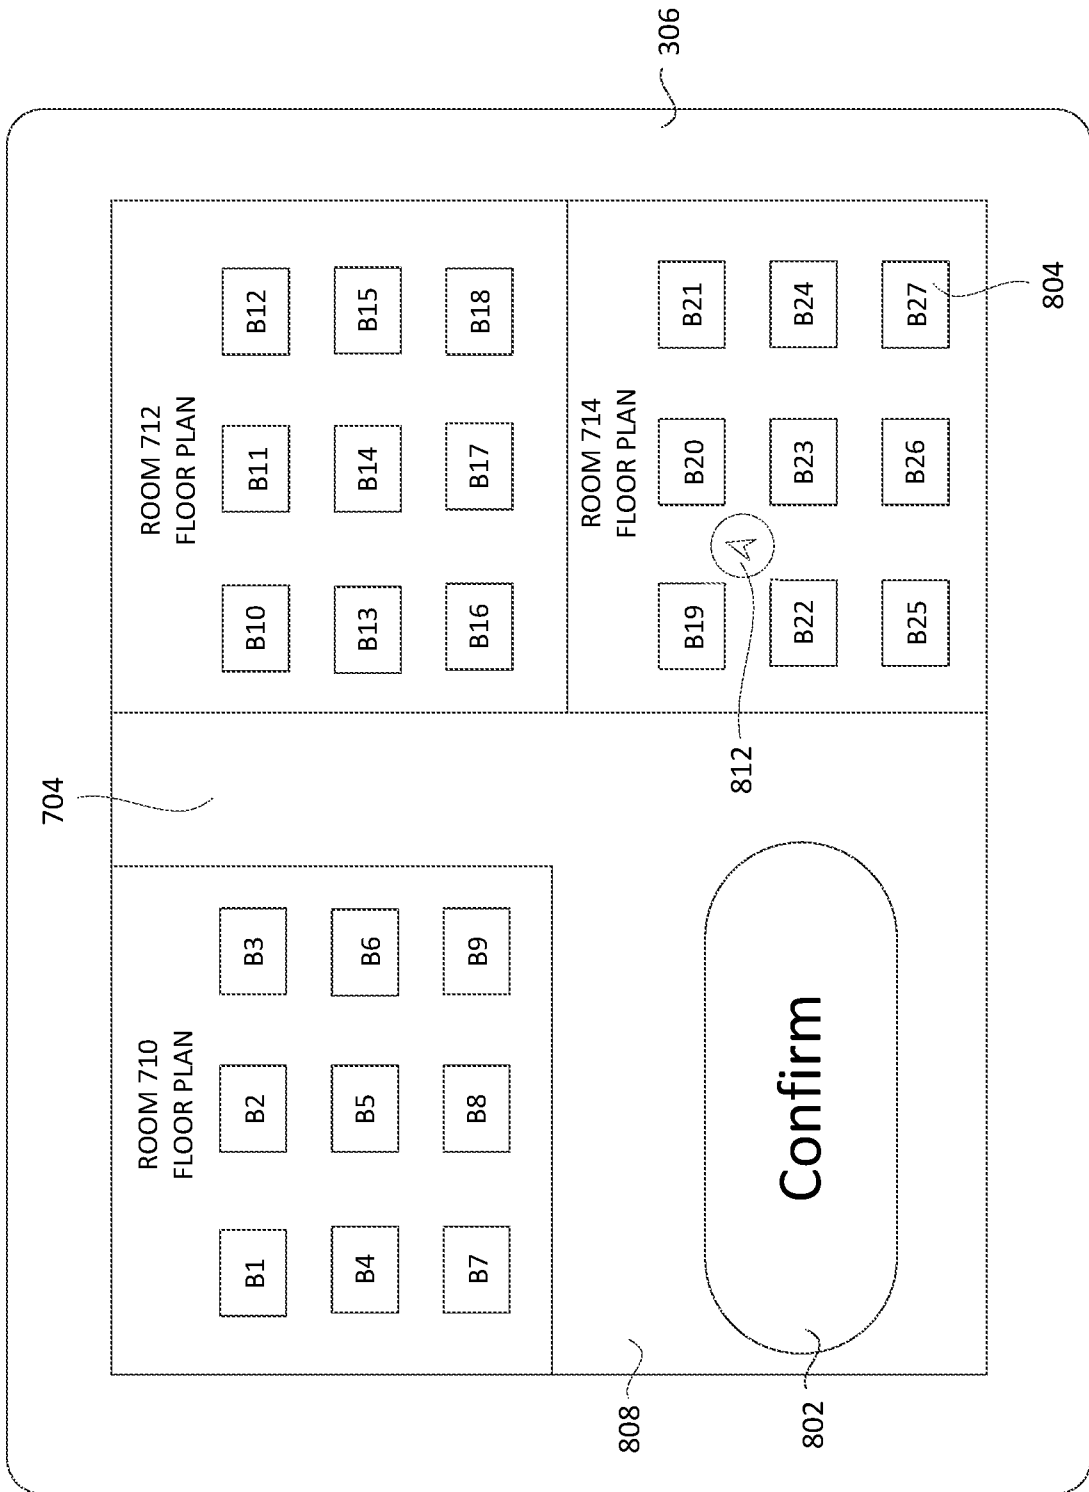 704
ROOM 710
FLOOR PLAN
B1
B2
B3
B4
B5
B6
B7
B8
B9
ROOM 712
FLOOR PLAN
B10
B11
B12
B13
B14
B15
B16
B17
B18
306
808
802
Confirm
812
ROOM 714
FLOOR PLAN
B19
B20
B21
B22
B23
B24
B25
B26
B27
804